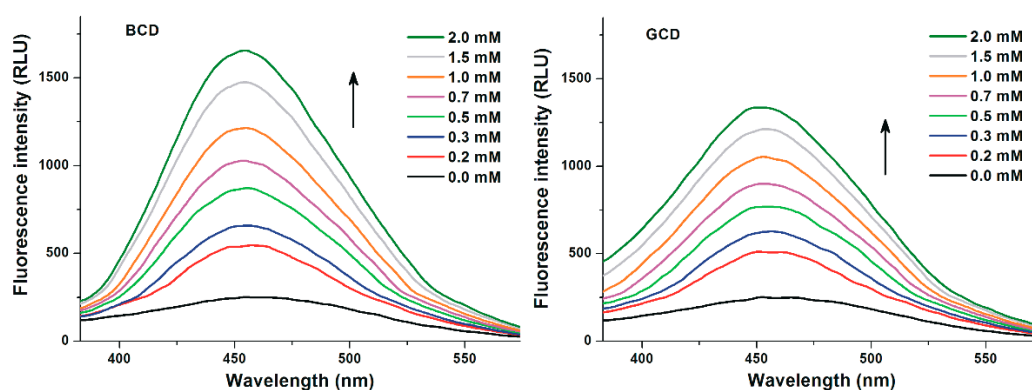 BCD
2.0 mM
1.5 mM
1.0 mM
0.7 mM
0.5 mM
0.3 mM
0.2 mM
0.0 mM
Fluorescence intensity (RLU)
1500
1000
500
0
400
450
500
550
Wavelength (nm)
GCD
2.0 mM
1.5 mM
1.0 mM
0.7 mM
0.5 mM
0.3 mM
0.2 mM
0.0 mM
Fluorescence intensity (RLU)
1500
1000
500
0
400
450
500
550
Wavelength (nm)